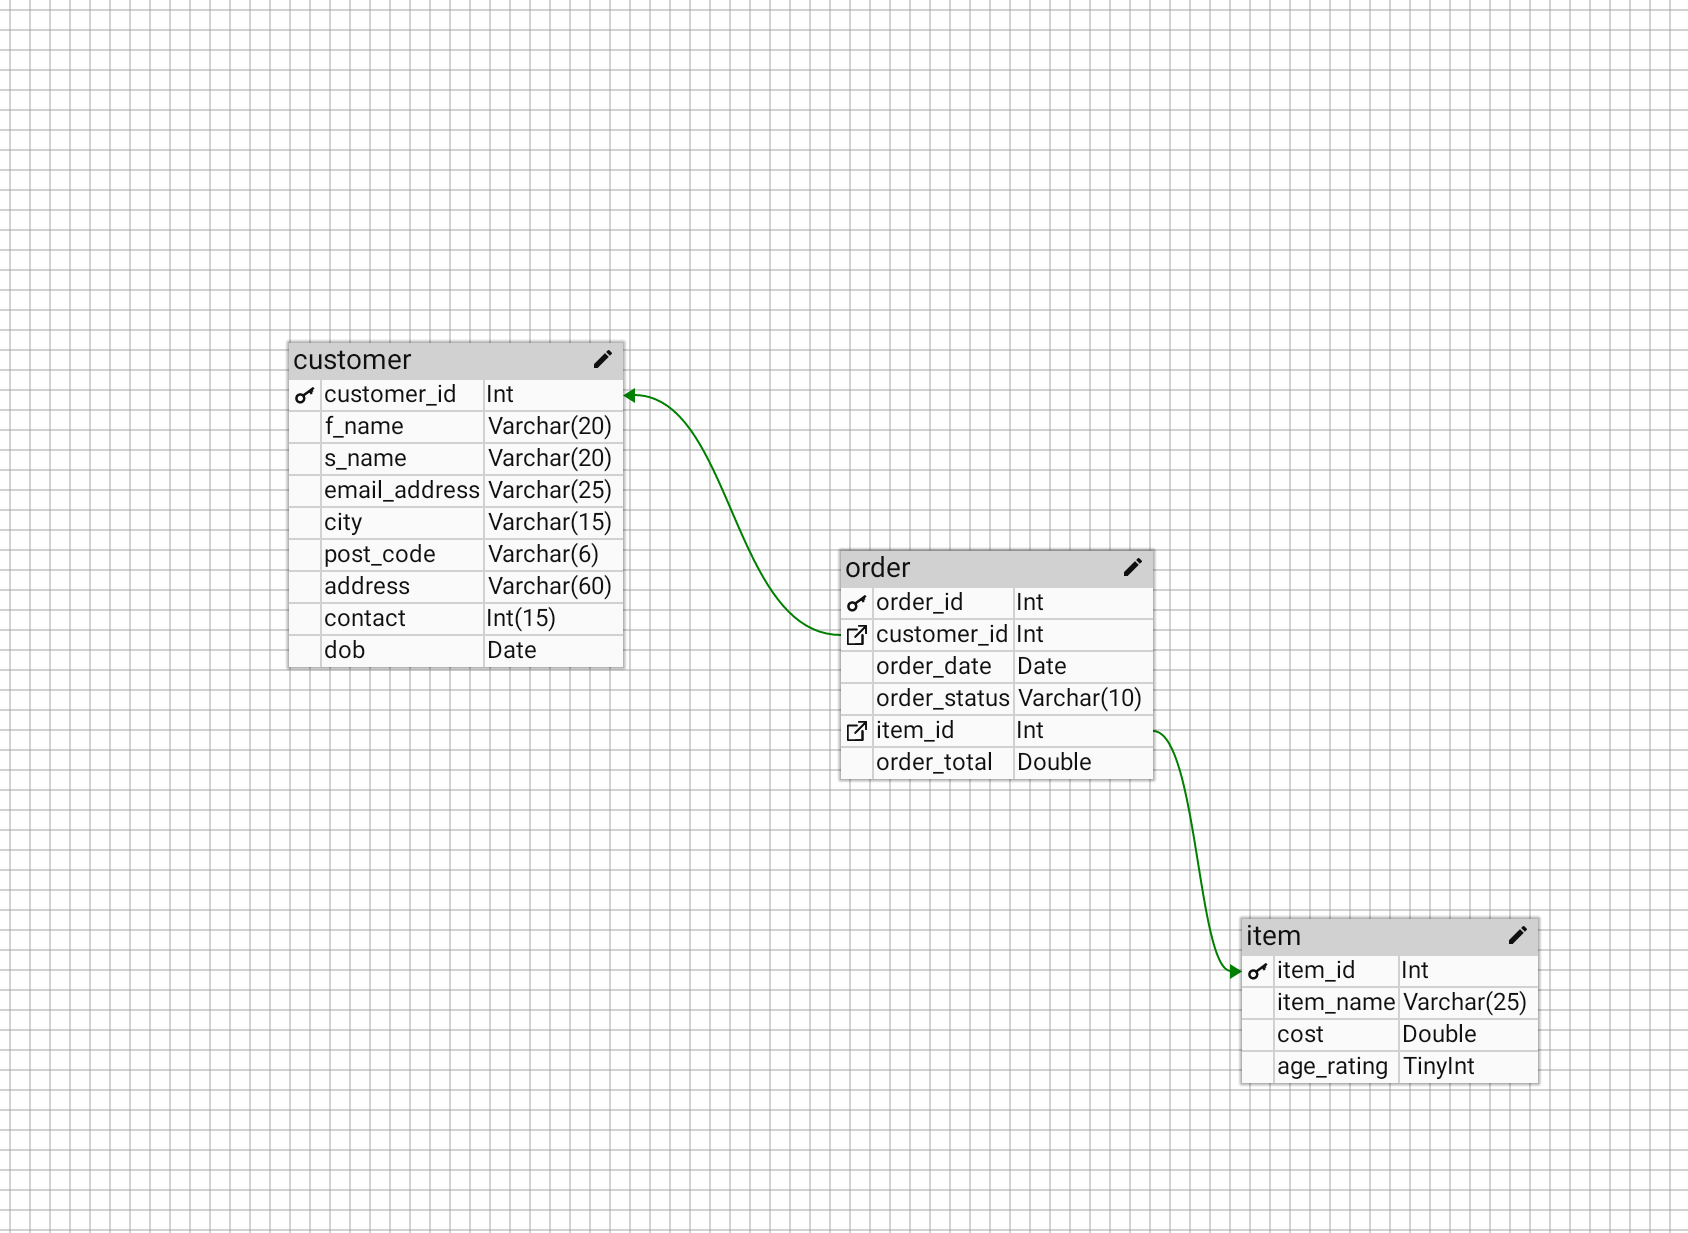 customer
customer_id Int
f_name Varchar(20)
s_name Varchar(20)
email_address Varchar(25)
city Varchar(15)
post_code Varchar(6)
address Varchar(60)
contact Int(15)
dob Date
order
order_id Int
customer_id Int
order_date Date
order_status Varchar(10)
item_id Int
order_total Double
item
item_id Int
item_name Varchar(25)
cost Double
age_rating TinyInt